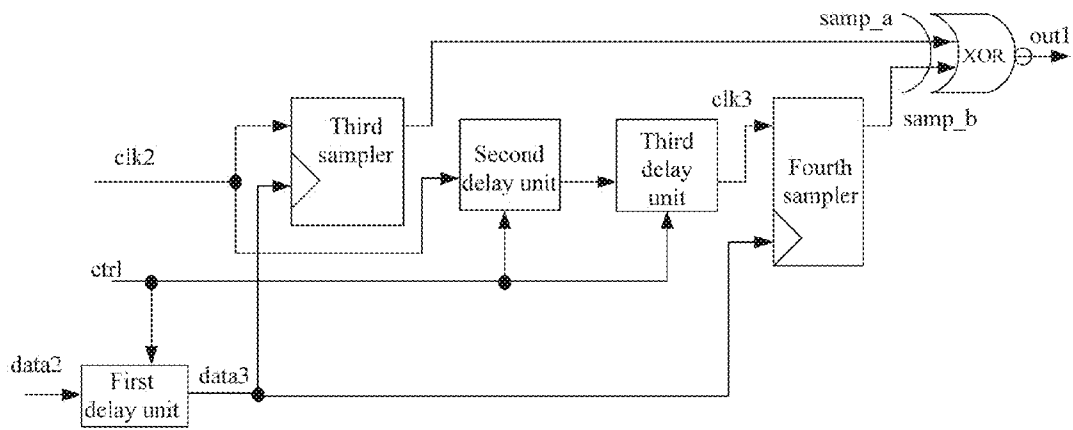 samp_a
XOR
out1
clk3
samp_b
clk2
Third
sampler
Second
delay unit
Third
delay
unit
Fourth
sampler
ctrl
data2
First
delay unit
data3